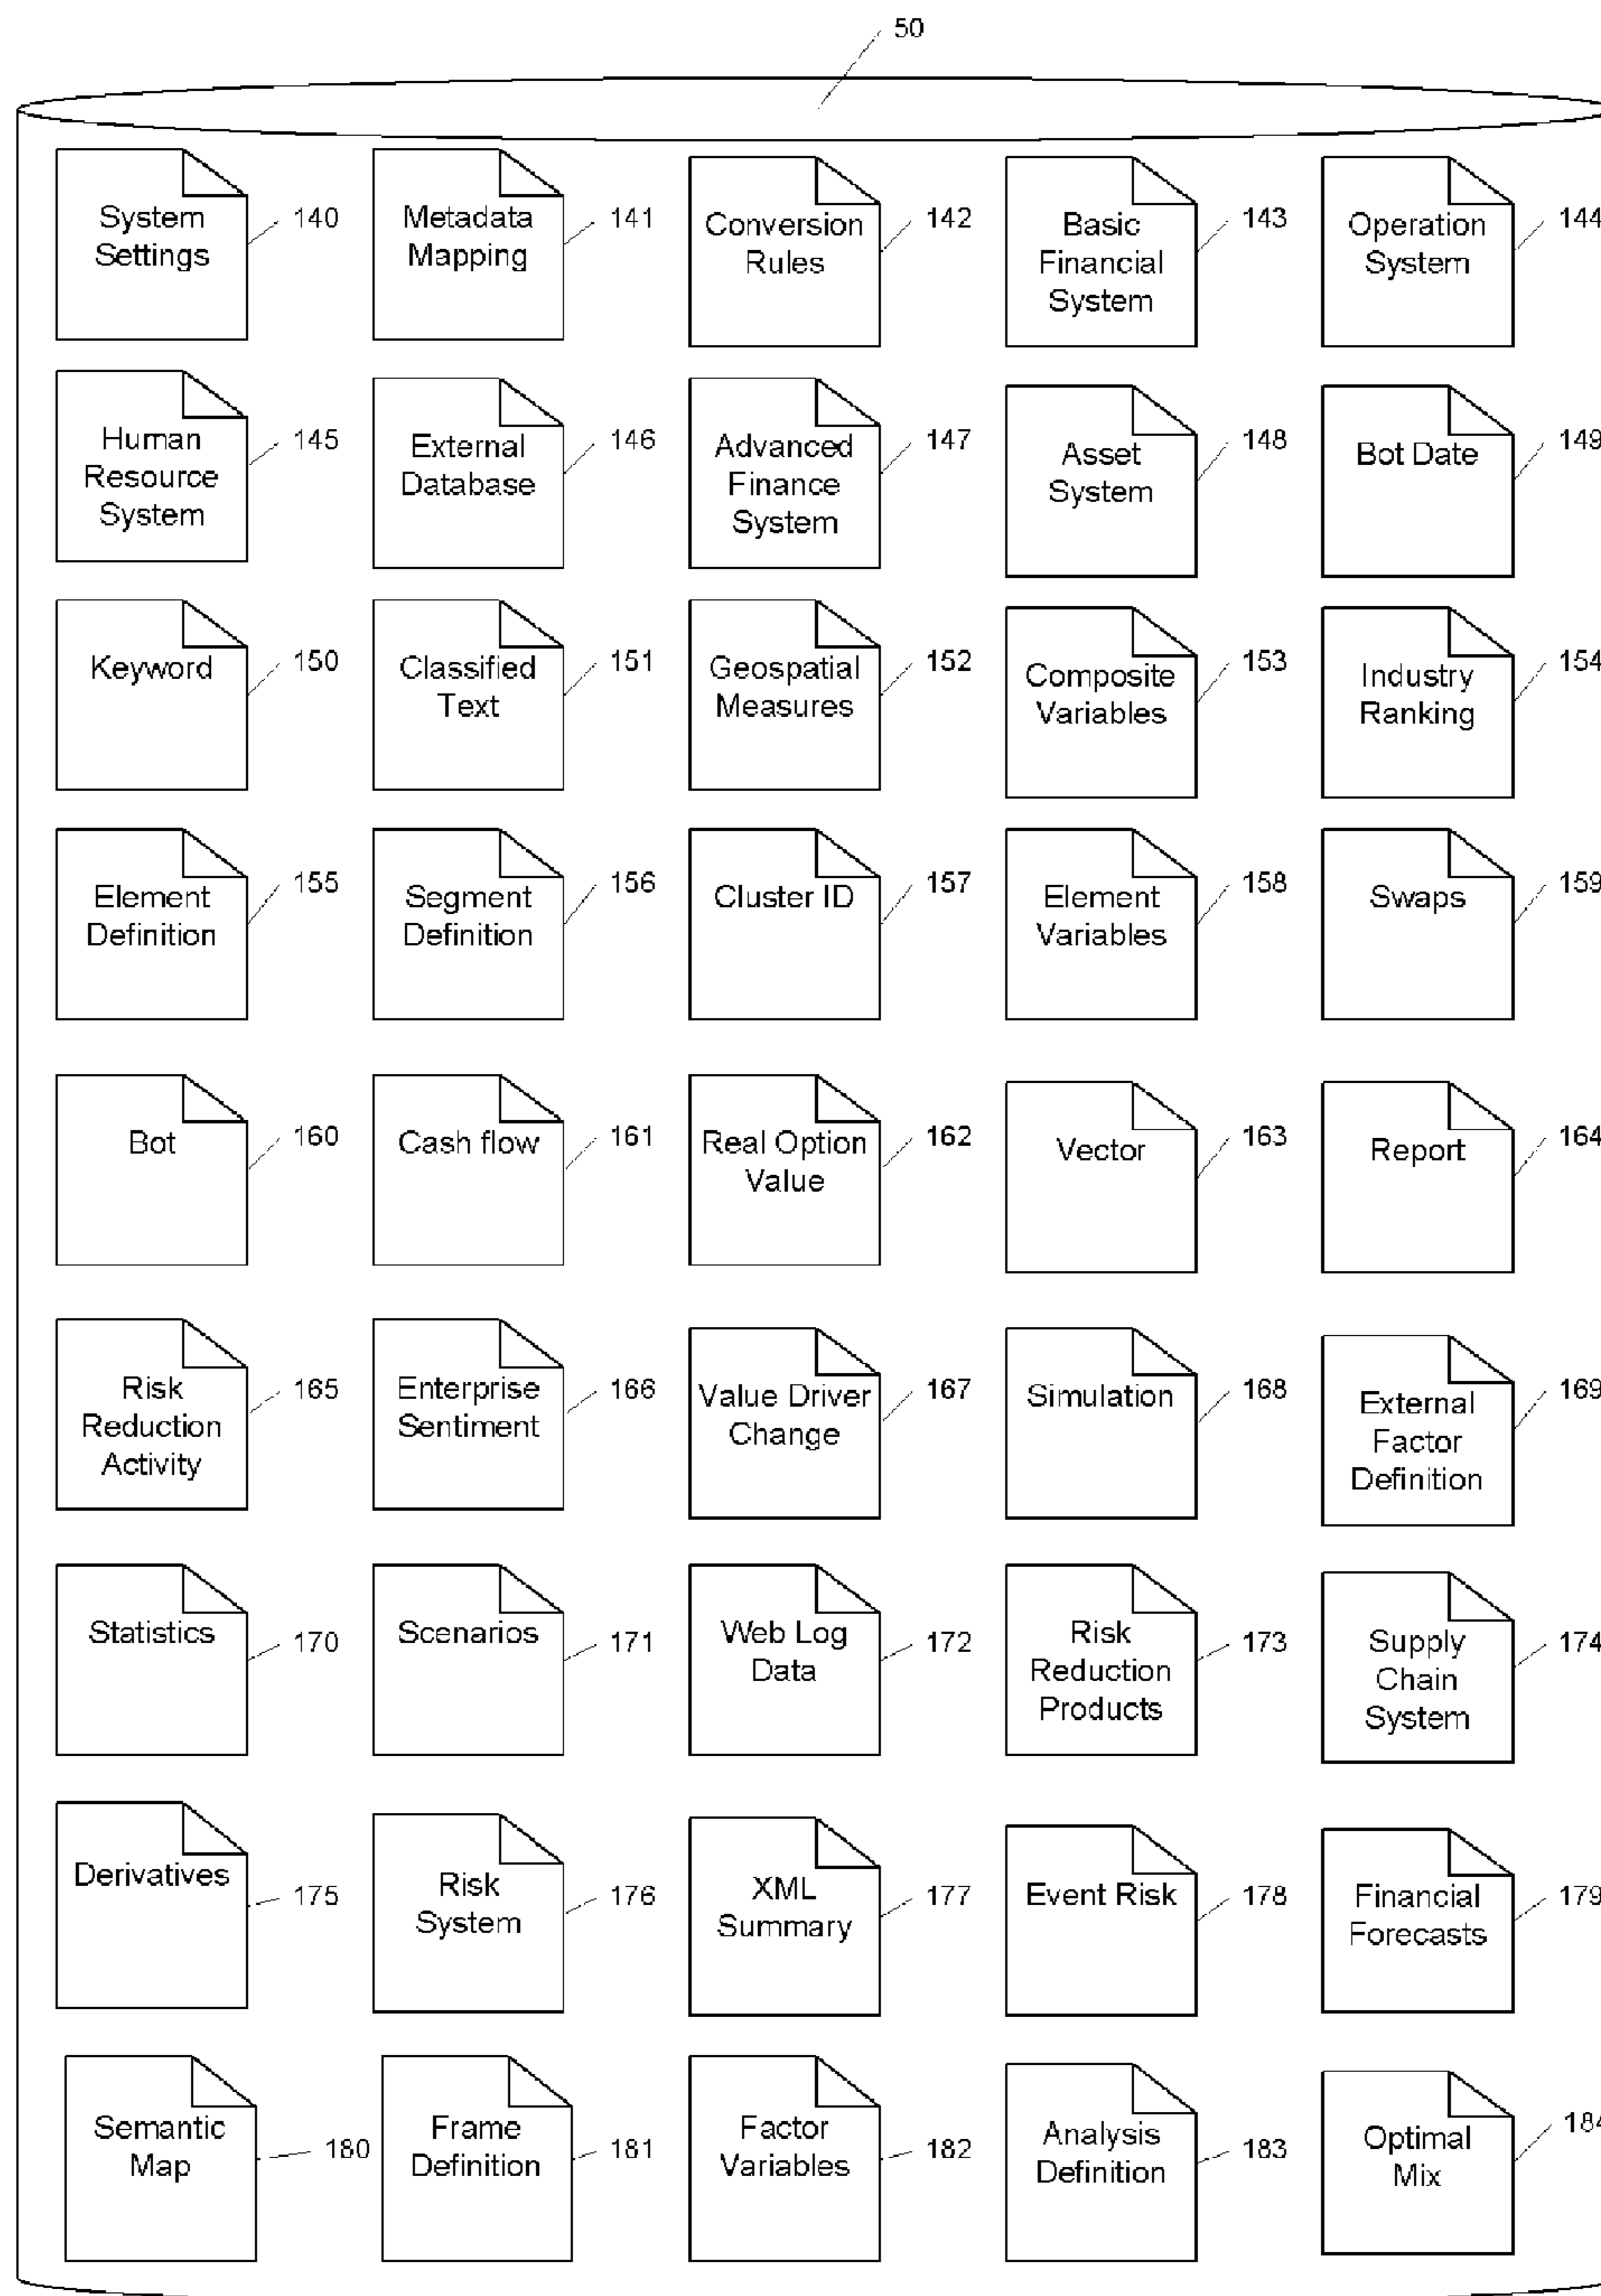 50
System
Settings
140
Metadata
Mapping
141
Conversion
Rules
142
Basic
Financial
System
143
Operation
System
144
Human
Resource
System
145
External
Database
146
Advanced
Finance
System
147
Asset
System
148
Bot Date
149
Keyword
150
Classified
Text
151
Geospatial
Measures
152
Composite
Variables
153
Industry
Ranking
154
Element
Definition
155
Segment
Definition
156
Cluster ID
157
Element
Variables
158
Swaps
159
Bot
160
Cash flow
161
Real Option
Value
162
Vector
163
Report
164
Risk
Reduction
Activity
165
Enterprise
Sentiment
166
Value Driver
Change
167
Simulation
168
External
Factor
Definition
169
Statistics
170
Scenarios
171
Web Log
Data
172
Risk
Reduction
Products
173
Supply
Chain
System
174
Derivatives
175
Risk
System
176
XML
Summary
177
Event Risk
178
Financial
Forecasts
179
Semantic
Map
180
Frame
Definition
181
Factor
Variables
182
Analysis
Definition
183
Optimal
Mix
184